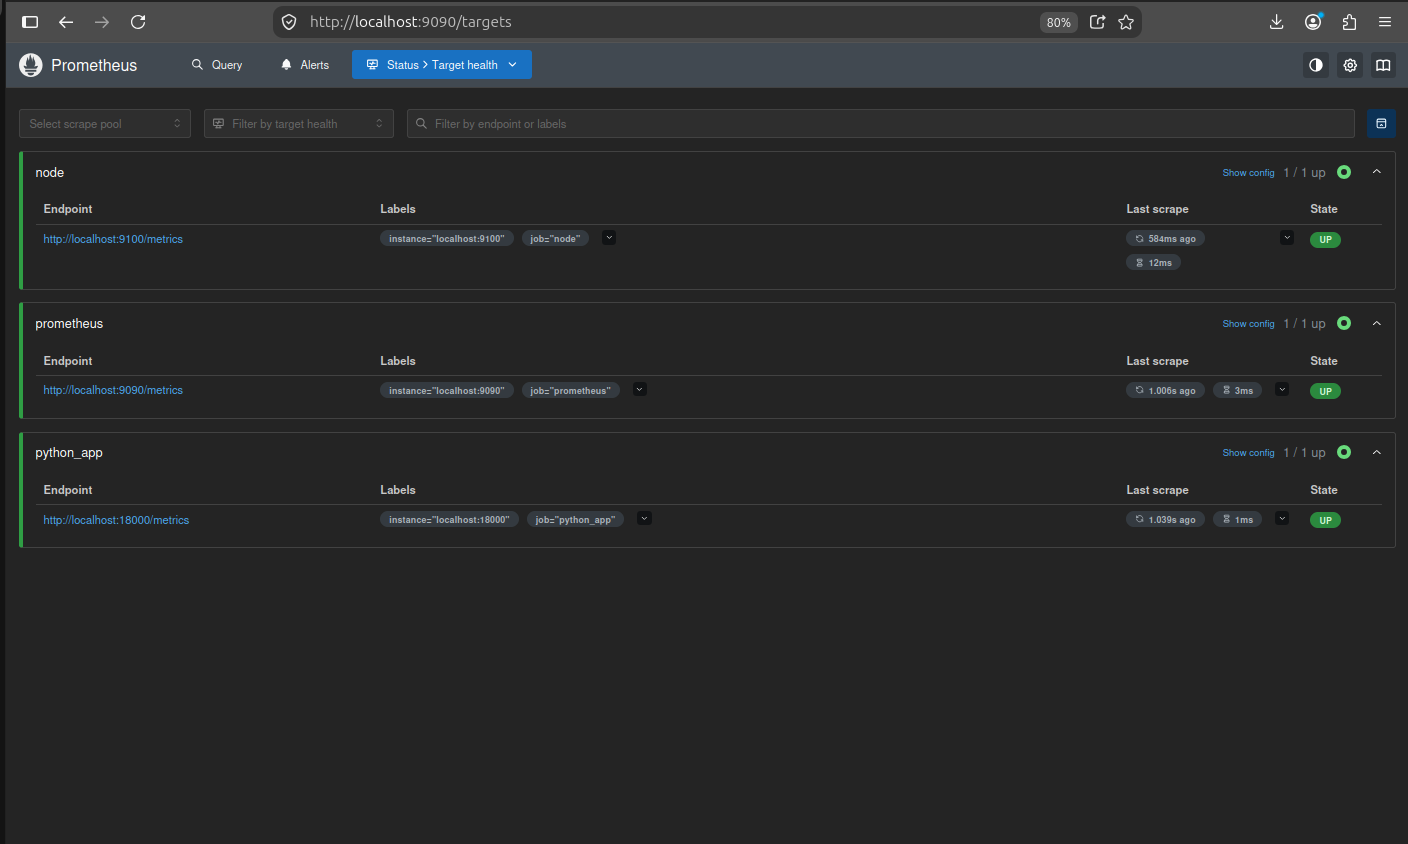 http://localhost:9090/targets 80%
Prometheus Query Alerts Status > Target health
Select scrape pool Filter by target health Filter by endpoint or labels
node Show config 1 / 1 up
Endpoint Labels Last scrape State
http://localhost:9100/metrics instance="localhost:9100" job="node" 584ms ago UP
12ms
prometheus Show config 1 / 1 up
Endpoint Labels Last scrape State
http://localhost:9090/metrics instance="localhost:9090" job="prometheus" 1.006s ago 3ms UP
python_app Show config 1 / 1 up
Endpoint Labels Last scrape State
http://localhost:18000/metrics instance="localhost:18000" job="python_app" 1.039s ago 1ms UP